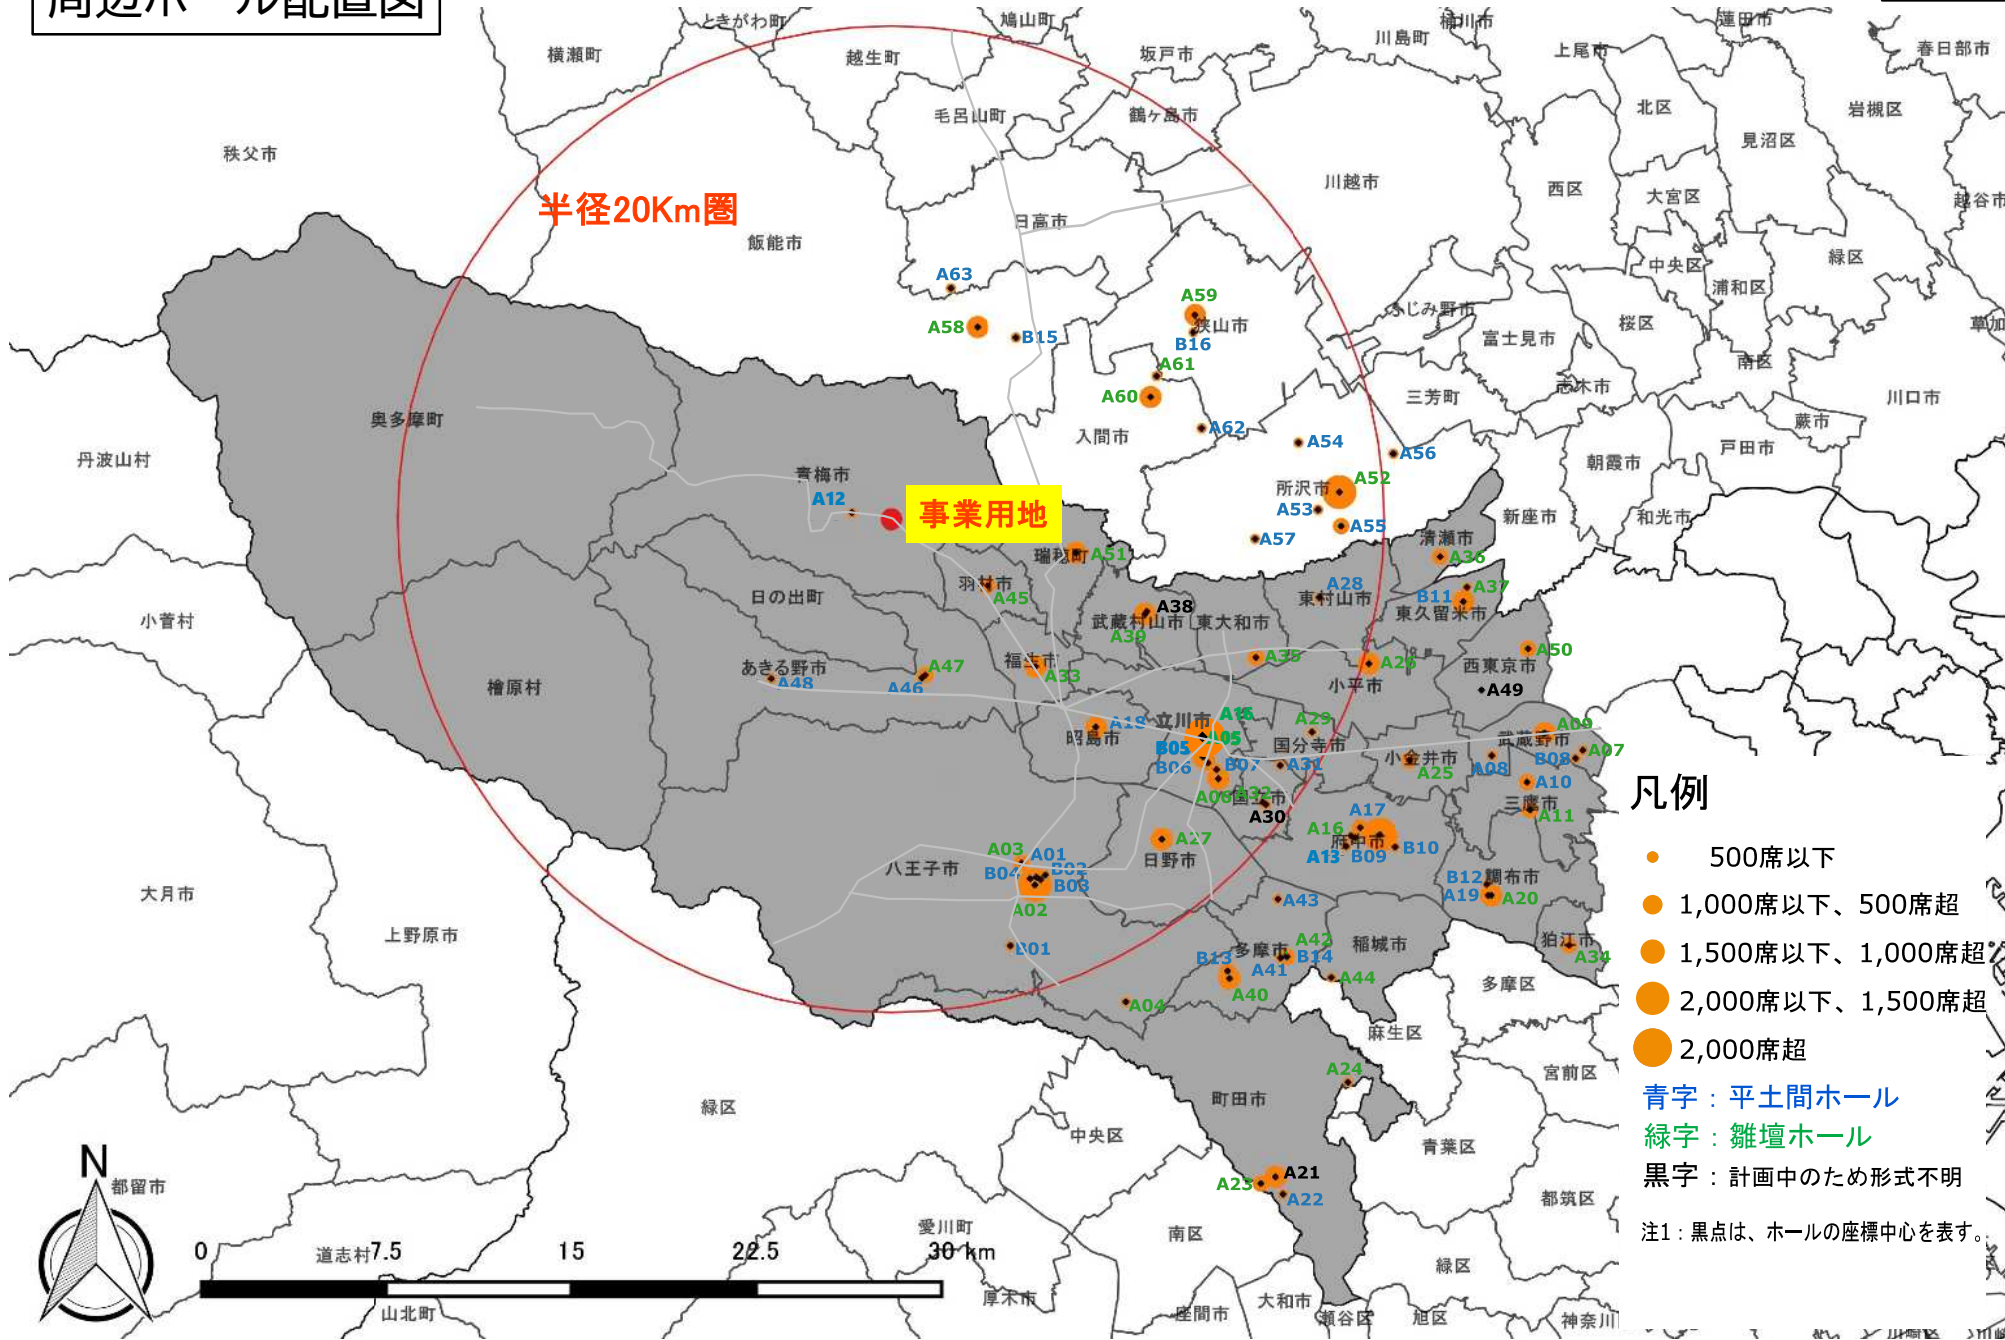 周辺ホール配置図
ときがわ町
鳩山町
桶川市
蓮田市
横瀬町
越生町
坂戸市
川島町
上尾市
春日部市
毛呂山町
鶴ヶ島市
北区
岩槻区
秩父市
見沼区
半径20Km圏
日高市
川越市
西区
大宮区
越谷市
飯能市
中央区
緑区
A63
浦和区
A59
ふじみ野市
A58
B15
狭山市
B16
富士見市
桜区
草加
A61
南区
A60
三芳町
志木市
川口市
奥多摩町
A62
入間市
A54
A56
蕨市
戸田市
丹波山村
青梅市
朝霞市
A12
事業用地
所沢市
A52
A53
A55
新座市
和光市
A57
清瀬市
瑞穂町
A51
A36
羽村市
A45
日の出町
A28
東村山市
A37
B11
東久留米市
小菅村
A38
武蔵村山市
東大和市
A39
あきる野市
A48
A47
A46
福生市
A33
A35
A26
小平市
A50
西東京市
A49
檜原村
A18
昭島市
立川市
A15
A05
B05
B06
B07
A29
国分寺市
A31
小金井市
A25
A09
武蔵野市
A08
B08
A07
A10
三鷹市
A11
A06
A32
国立市
A30
凡例
A27
日野市
A17
A16
府中市
A13
B09
B10
500席以下
八王子市
A03
A01
B04
B02
B03
A02
B12
調布市
A19
A20
1,000席以下、500席超
大月市
上野原市
A43
B01
A42
多摩市
B14
A41
B13
A40
稲城市
狛江市
A34
1,500席以下、1,000席超
A44
多摩区
A04
2,000席以下、1,500席超
麻生区
2,000席超
A24
宮前区
町田市
緑区
中央区
青字：平土間ホール
緑字：雛壇ホール
青葉区
N
都留市
A21
A23
A22
黒字：計画中のため形式不明
都筑区
愛川町
南区
注1：黒点は、ホールの座標中心を表す。
道志村
0 7.5 15 22.5 30 km
緑区
厚木市
大和市
山北町
座間市
瀬谷区
旭区
神奈川